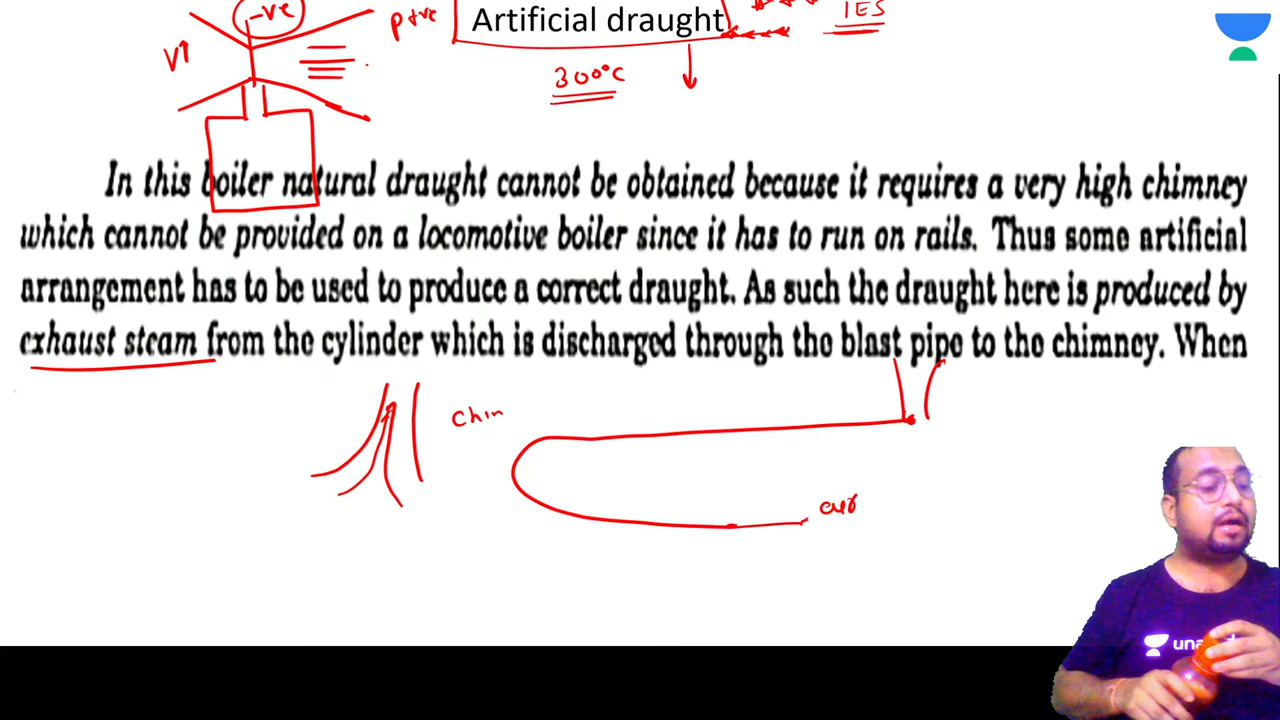 -ve
p+ve
Artificial draught
IES
V↑
300°C
In this boiler natural draught cannot be obtained because it requires a very high chimney
which cannot be provided on a locomotive boiler since it has to run on rails. Thus some artificial
arrangement has to be used to produce a correct draught. As such the draught here is produced by
exhaust steam from the cylinder which is discharged through the blast pipe to the chimney. When
chin
air